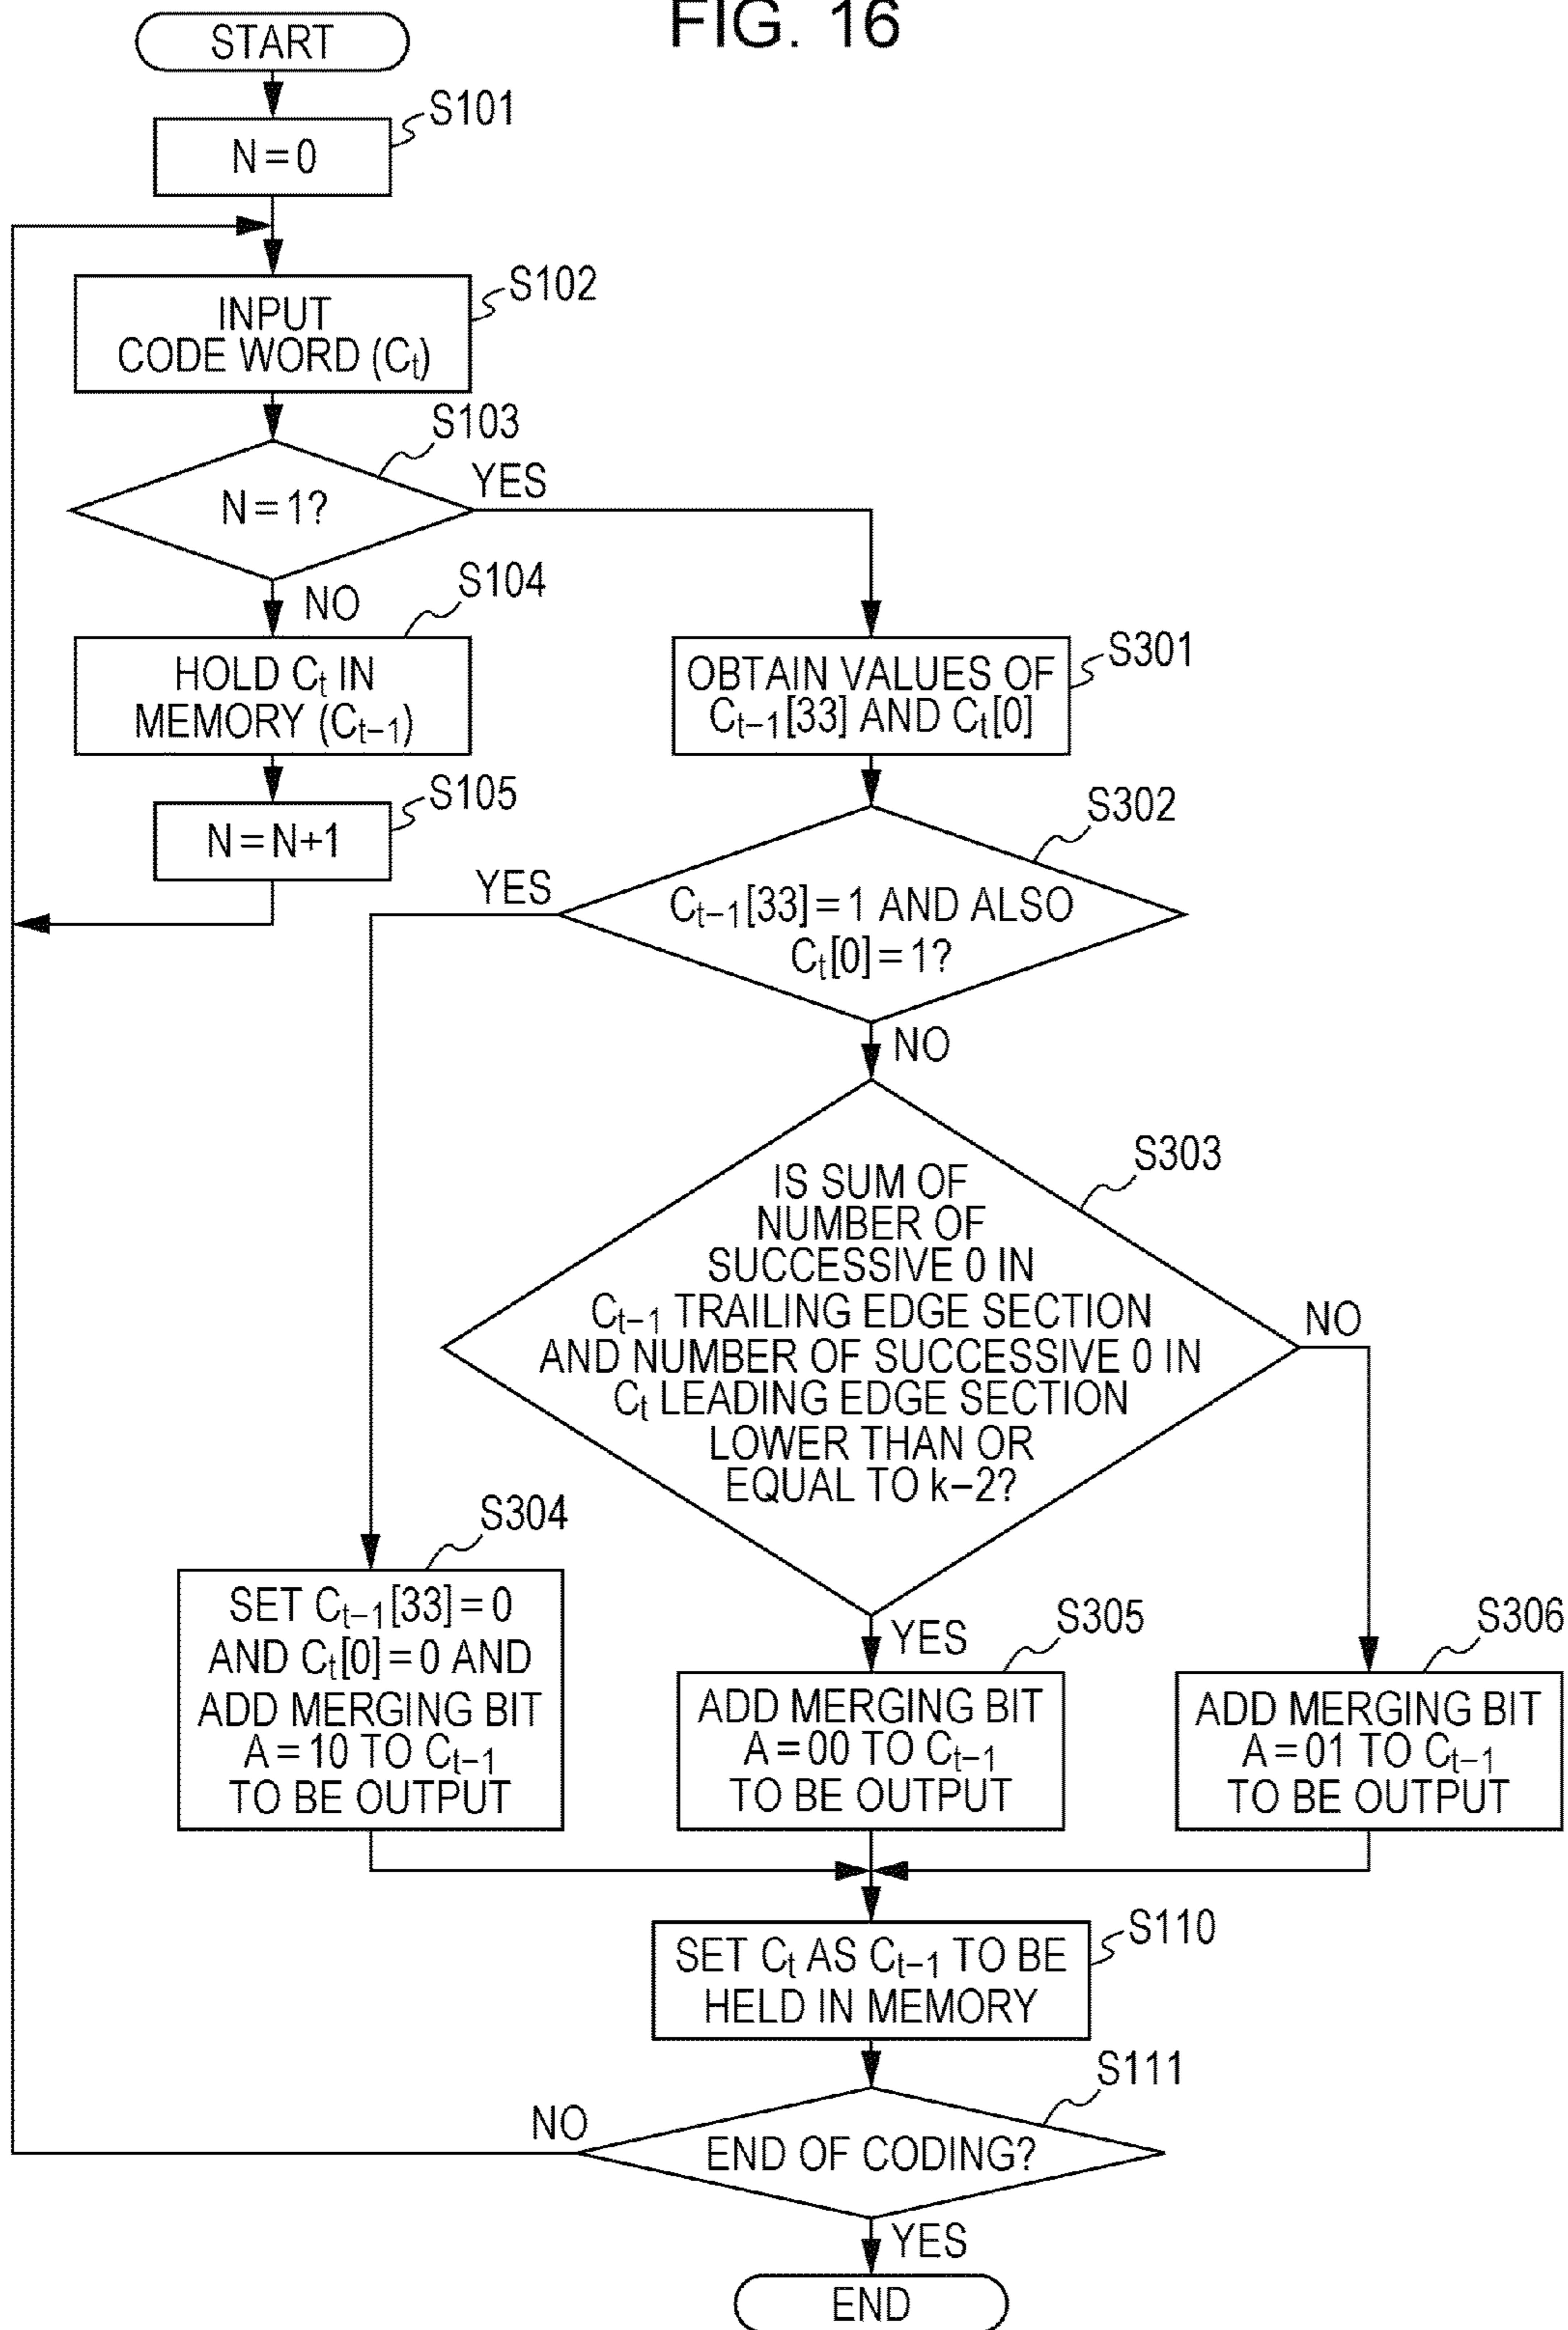 FIG. 16
START
S101
N=0
S102
INPUT
CODE WORD (Ct)
S103
N=1?
YES
NO
S104
HOLD Ct IN
MEMORY (Ct−1)
S105
N=N+1
S301
OBTAIN VALUES OF
Ct−1[33] AND Ct[0]
S302
Ct−1[33]=1 AND ALSO
Ct[0]=1?
YES
NO
S303
IS SUM OF
NUMBER OF
SUCCESSIVE 0 IN
Ct−1 TRAILING EDGE SECTION
AND NUMBER OF SUCCESSIVE 0 IN
Ct LEADING EDGE SECTION
LOWER THAN OR
EQUAL TO k−2?
NO
YES
S304
SET Ct−1[33]=0
AND Ct[0]=0 AND
ADD MERGING BIT
A=10 TO Ct−1
TO BE OUTPUT
S305
ADD MERGING BIT
A=00 TO Ct−1
TO BE OUTPUT
S306
ADD MERGING BIT
A=01 TO Ct−1
TO BE OUTPUT
S110
SET Ct AS Ct−1 TO BE
HELD IN MEMORY
S111
END OF CODING?
NO
YES
END